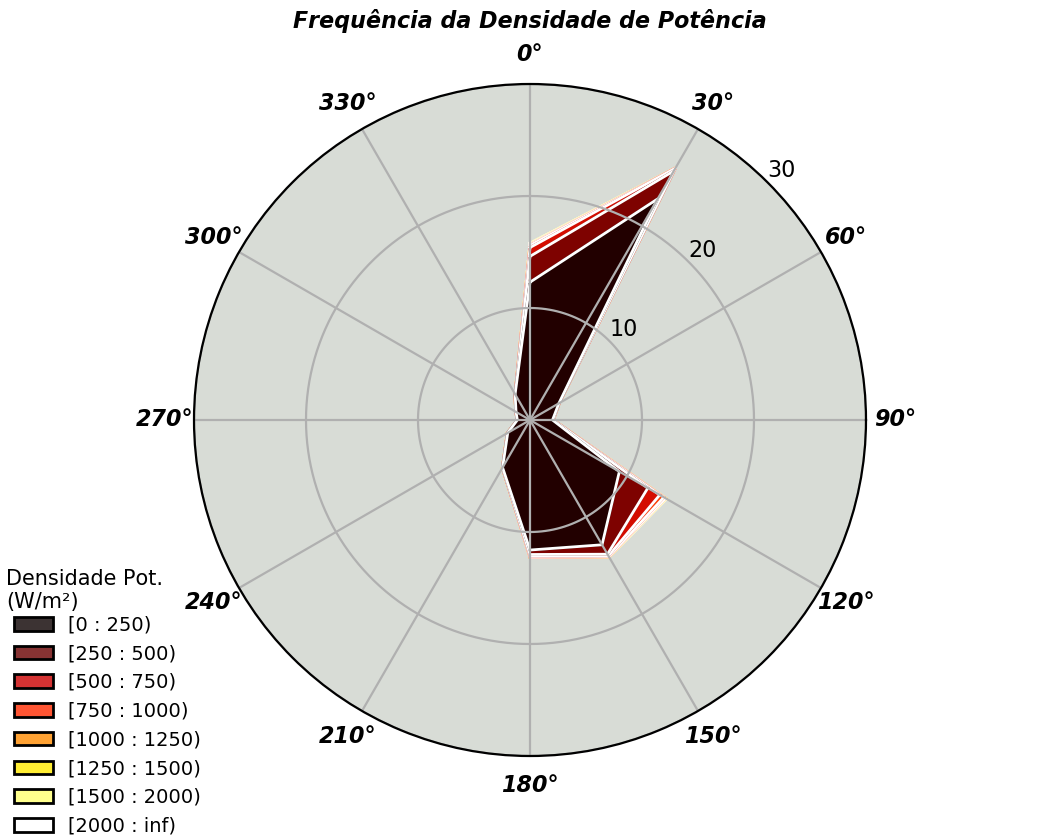 Frequência da Densidade de Potência
0°
330°
30°
30
300°
60°
20
10
270°
90°
240°
120°
210°
150°
180°
Densidade Pot.
(W/m²)
[0 : 250)
[250 : 500)
[500 : 750)
[750 : 1000)
[1000 : 1250)
[1250 : 1500)
[1500 : 2000)
[2000 : inf)